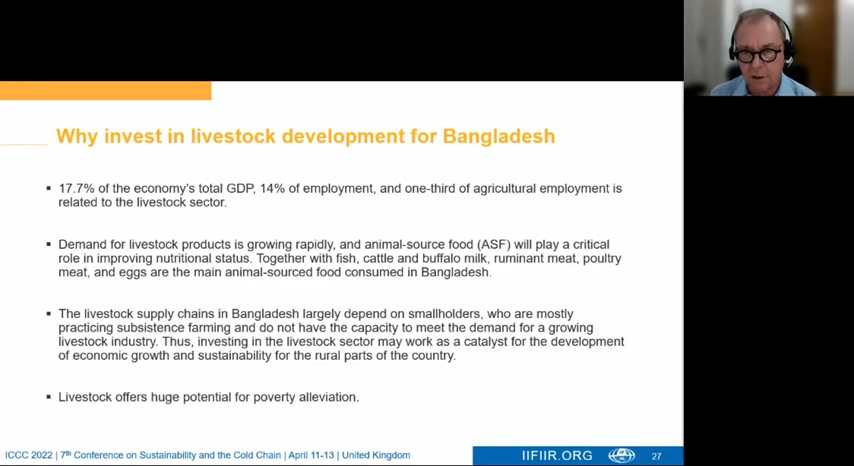 Why invest in livestock development for Bangladesh
▪ 17.7% of the economy's total GDP, 14% of employment, and one-third of agricultural employment is
related to the livestock sector.
▪ Demand for livestock products is growing rapidly, and animal-source food (ASF) will play a critical
role in improving nutritional status. Together with fish, cattle and buffalo milk, ruminant meat, poultry
meat, and eggs are the main animal-sourced food consumed in Bangladesh.
▪ The livestock supply chains in Bangladesh largely depend on smallholders, who are mostly
practicing subsistence farming and do not have the capacity to meet the demand for a growing
livestock industry. Thus, investing in the livestock sector may work as a catalyst for the development
of economic growth and sustainability for the rural parts of the country.
▪ Livestock offers huge potential for poverty alleviation.
ICCC 2022 | 7th Conference on Sustainability and the Cold Chain | April 11-13 | United Kingdom
IIFIIR.ORG 27